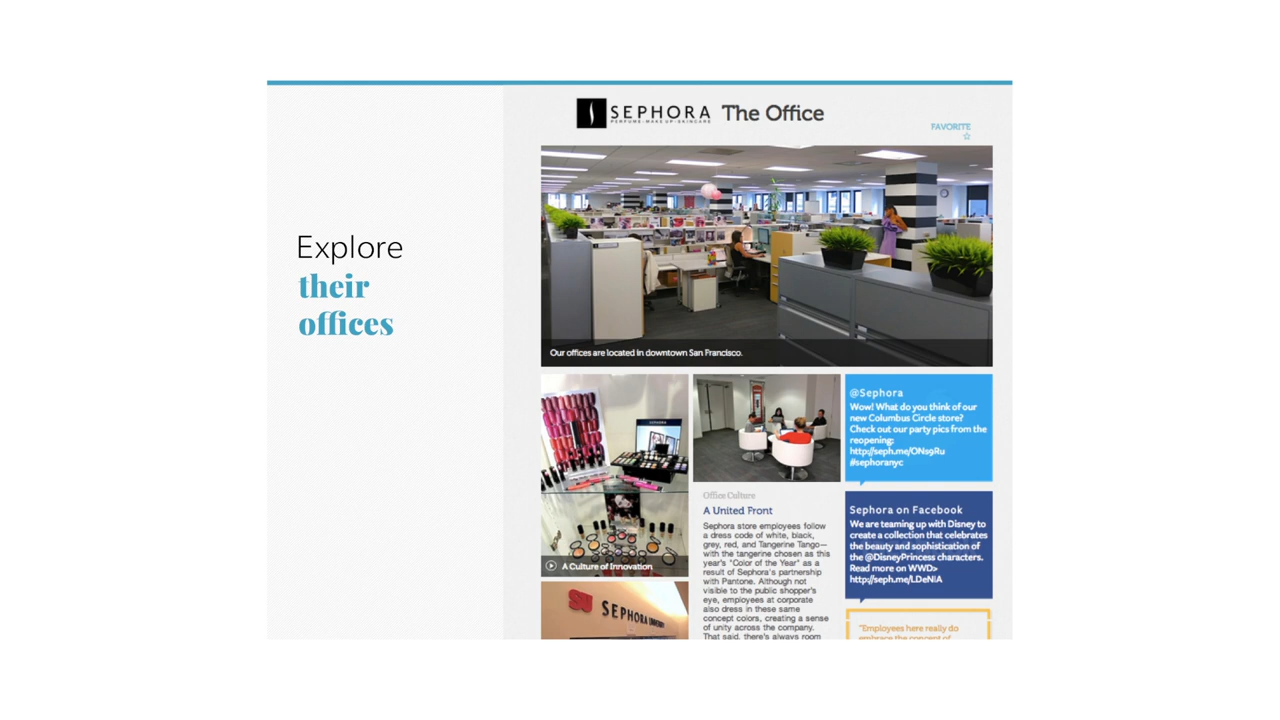 Explore
their
offices
SEPHORA The Office
PERFUME•MAKE UP•SKINCARE
FAVORITE
Our offices are located in downtown San Francisco.
SEPHORA
A Culture of Innovation
SU SEPHORA UNIVERSITY
Office Culture
A United Front
Sephora store employees follow
a dress code of white, black,
grey, red, and Tangerine Tango—
with the tangerine chosen as this
year's "Color of the Year" as a
result of Sephora's partnership
with Pantone. Although not
visible to the public shopper's
eye, employees at corporate
also dress in these same
concept colors, creating a sense
of unity across the company.
That said, there's always room
@Sephora
Wow! What do you think of our
new Columbus Circle store?
Check out our party pics from the
reopening:
http://seph.me/ONs9Ru
#sephoranyc
Sephora on Facebook
We are teaming up with Disney to
create a collection that celebrates
the beauty and sophistication of
the @DisneyPrincess characters.
Read more on WWD>
http://seph.me/LDeNiA
"Employees here really do
embrace the concept of